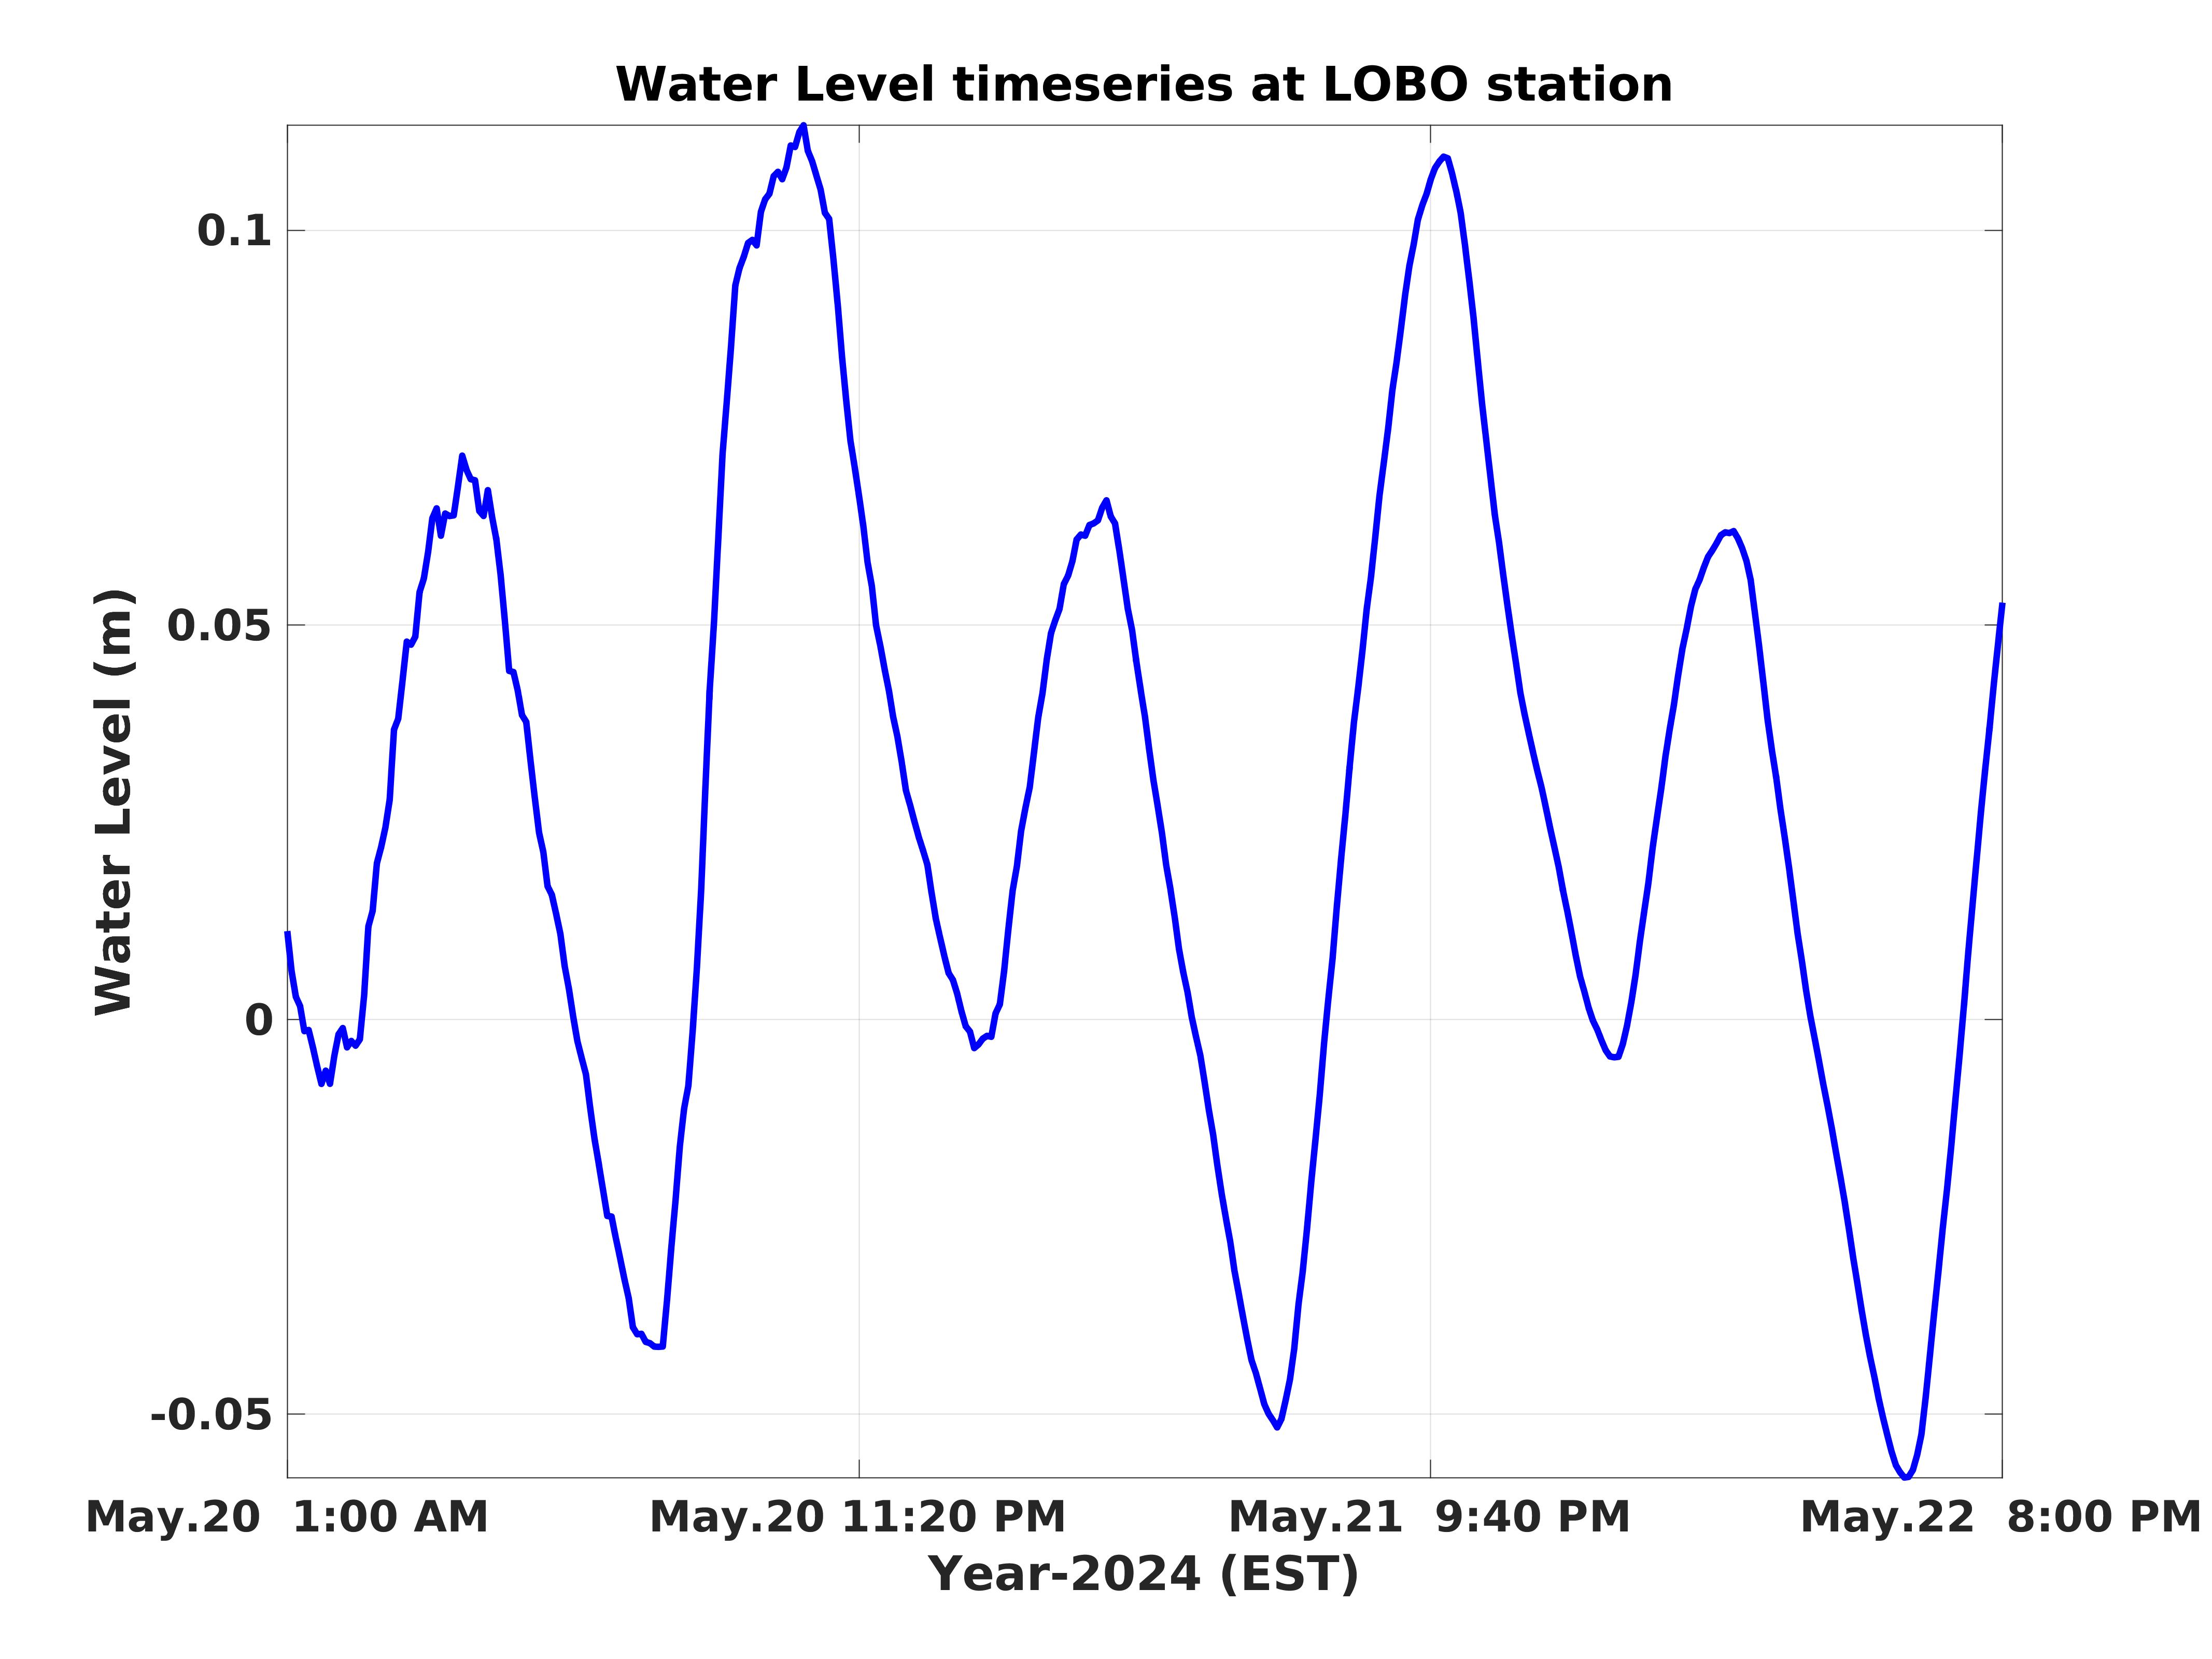 Water Level timeseries at LOBO station
0.1
0.05
0
-0.05
Water Level (m)
May.20  1:00 AM
May.20 11:20 PM
May.21  9:40 PM
May.22  8:00 PM
Year-2024 (EST)